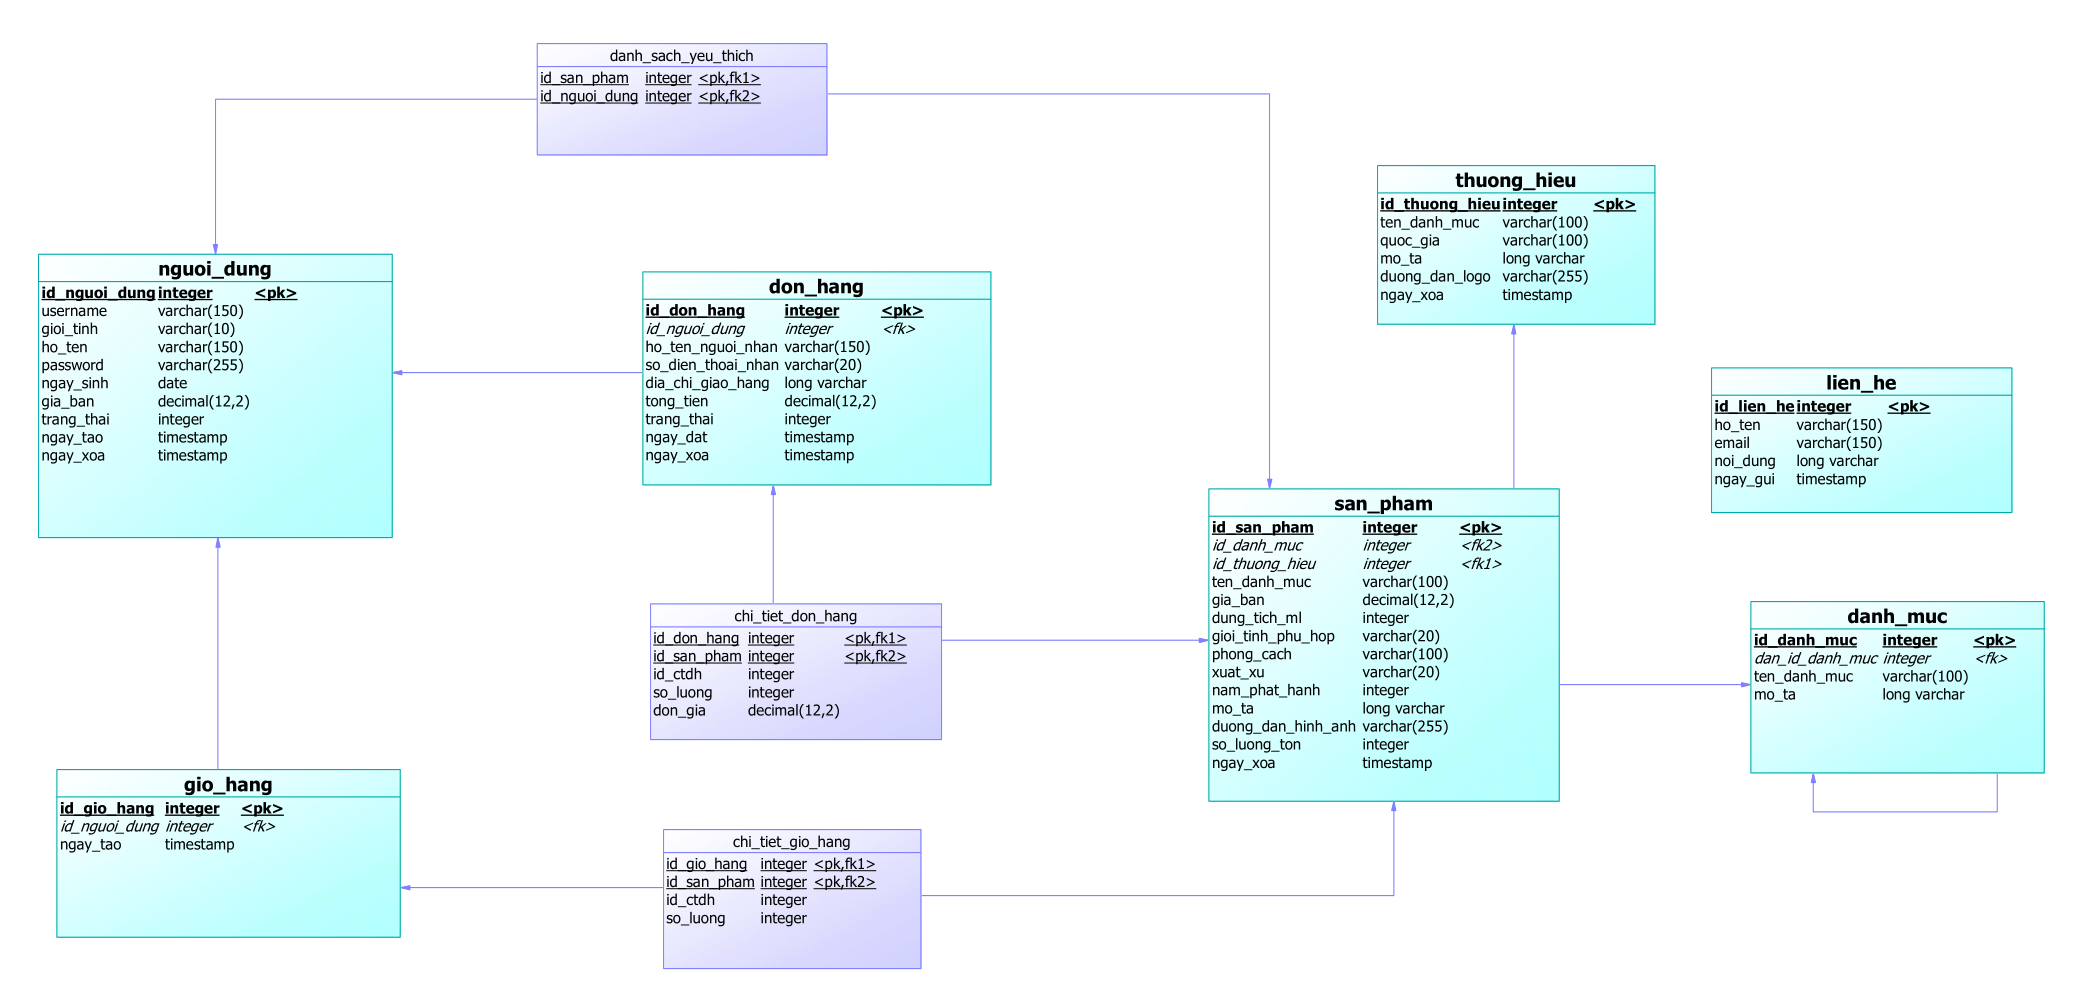 danh_sach_yeu_thich
id_san_pham integer <pk,fk1>
id_nguoi_dung integer <pk,fk2>
thuong_hieu
id_thuong_hieu integer <pk>
ten_danh_muc varchar(100)
quoc_gia varchar(100)
mo_ta long varchar
duong_dan_logo varchar(255)
ngay_xoa timestamp
nguoi_dung
id_nguoi_dung integer <pk>
username varchar(150)
gioi_tinh varchar(10)
ho_ten varchar(150)
password varchar(255)
ngay_sinh date
gia_ban decimal(12,2)
trang_thai integer
ngay_tao timestamp
ngay_xoa timestamp
don_hang
id_don_hang integer <pk>
id_nguoi_dung integer <fk>
ho_ten_nguoi_nhan varchar(150)
so_dien_thoai_nhan varchar(20)
dia_chi_giao_hang long varchar
tong_tien decimal(12,2)
trang_thai integer
ngay_dat timestamp
ngay_xoa timestamp
lien_he
id_lien_he integer <pk>
ho_ten varchar(150)
email varchar(150)
noi_dung long varchar
ngay_gui timestamp
san_pham
id_san_pham integer <pk>
id_danh_muc integer <fk2>
id_thuong_hieu integer <fk1>
ten_danh_muc varchar(100)
gia_ban decimal(12,2)
dung_tich_ml integer
gioi_tinh_phu_hop varchar(20)
phong_cach varchar(100)
xuat_xu varchar(20)
nam_phat_hanh integer
mo_ta long varchar
duong_dan_hinh_anh varchar(255)
so_luong_ton integer
ngay_xoa timestamp
danh_muc
id_danh_muc integer <pk>
dan_id_danh_muc integer <fk>
ten_danh_muc varchar(100)
mo_ta long varchar
chi_tiet_don_hang
id_don_hang integer <pk,fk1>
id_san_pham integer <pk,fk2>
id_ctdh integer
so_luong integer
don_gia decimal(12,2)
gio_hang
id_gio_hang integer <pk>
id_nguoi_dung integer <fk>
ngay_tao timestamp
chi_tiet_gio_hang
id_gio_hang integer <pk,fk1>
id_san_pham integer <pk,fk2>
id_ctdh integer
so_luong integer